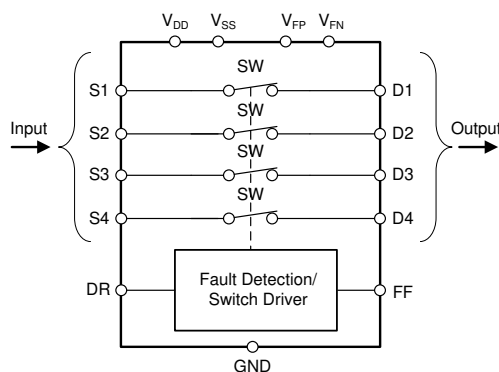 VDD VSS VFP VFN
SW
S1 D1
SW
S2 D2
SW
Input Output
S3 D3
SW
S4 D4
Fault Detection/
Switch Driver
DR FF
GND